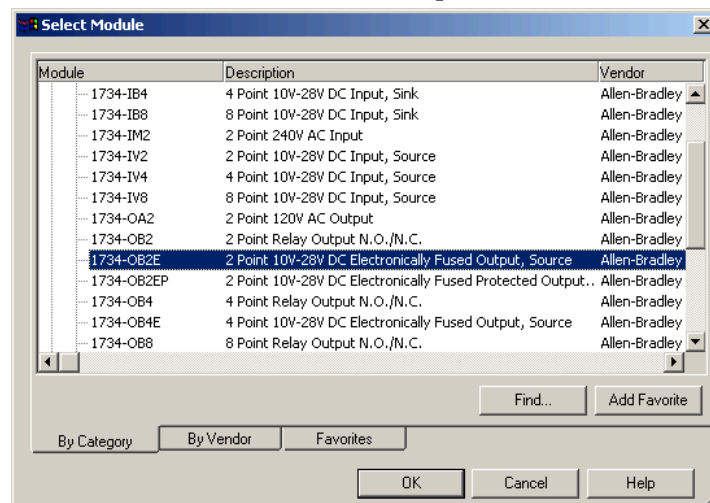 Select Module
Module Description Vendor
1734-IB4 4 Point 10V-28V DC Input, Sink Allen-Bradley
1734-IB8 8 Point 10V-28V DC Input, Sink Allen-Bradley
1734-IM2 2 Point 240V AC Input Allen-Bradley
1734-IV2 2 Point 10V-28V DC Input, Source Allen-Bradley
1734-IV4 4 Point 10V-28V DC Input, Source Allen-Bradley
1734-IV8 8 Point 10V-28V DC Input, Source Allen-Bradley
1734-OA2 2 Point 120V AC Output Allen-Bradley
1734-OB2 2 Point Relay Output N.O./N.C. Allen-Bradley
1734-OB2E 2 Point 10V-28V DC Electronically Fused Output, Source Allen-Bradley
1734-OB2EP 2 Point 10V-28V DC Electronically Fused Protected Output.. Allen-Bradley
1734-OB4 4 Point Relay Output N.O./N.C. Allen-Bradley
1734-OB4E 4 Point 10V-28V DC Electronically Fused Output, Source Allen-Bradley
1734-OB8 8 Point Relay Output N.O./N.C. Allen-Bradley
Find... Add Favorite
By Category By Vendor Favorites
OK Cancel Help